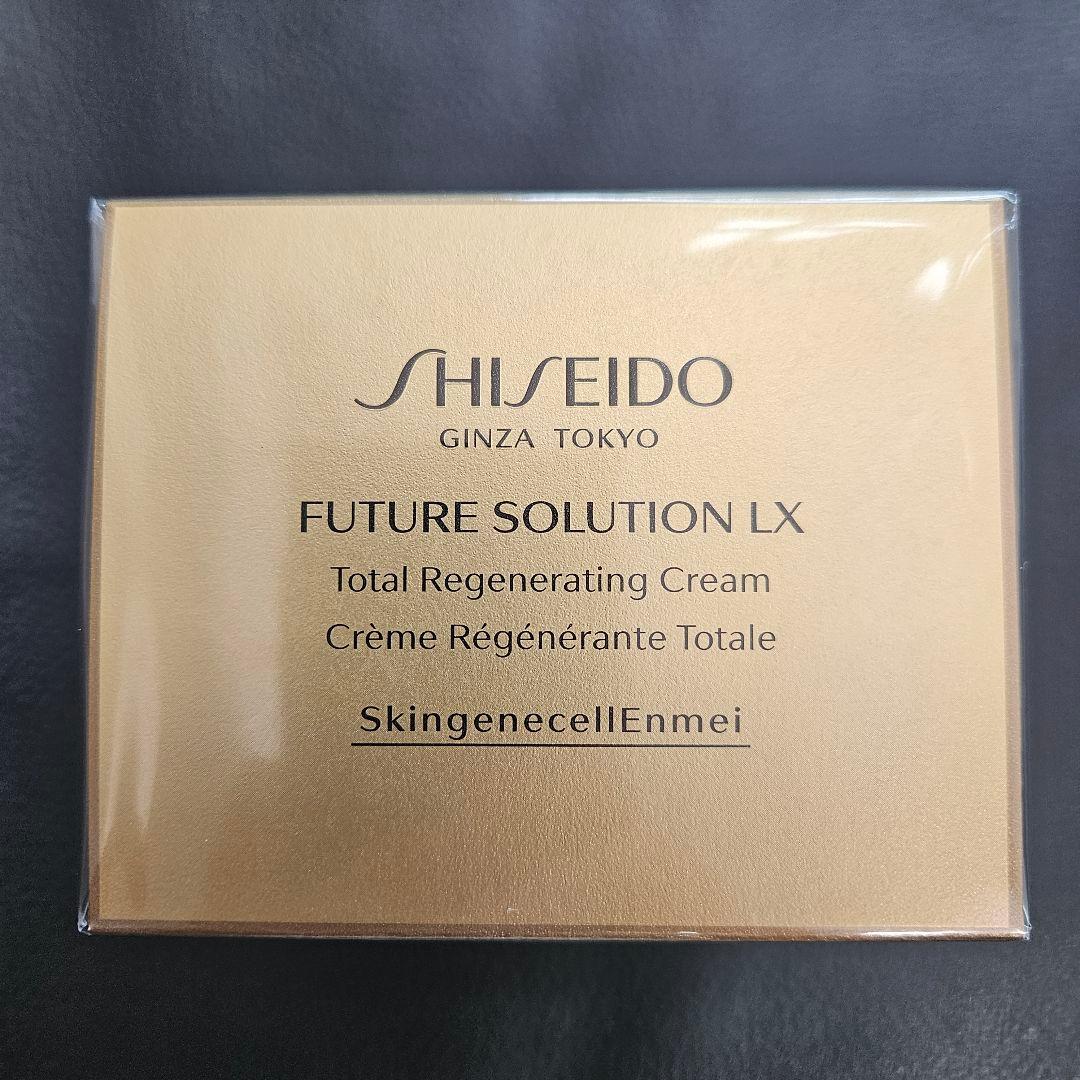 SHISEIDO
GINZA TOKYO
FUTURE SOLUTION LX
Total Regenerating Cream
Crème Régénérante Totale
SkingenecellEnmei